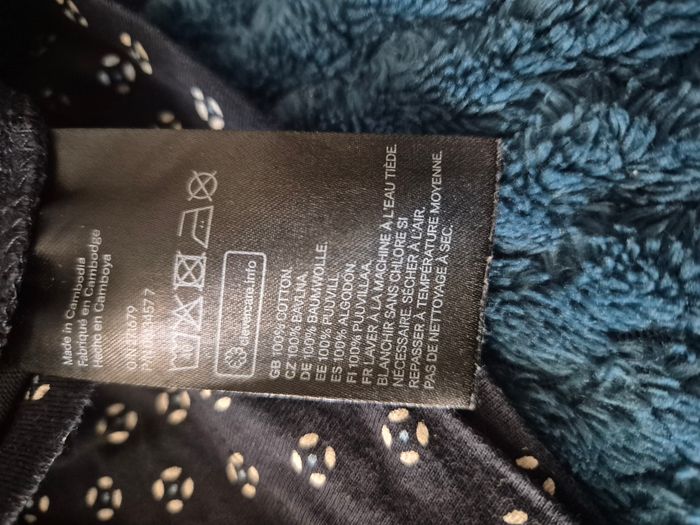 Made in Cambodia
Fabriqué en Cambodge
Hecho en Camboya
clevercare.info
GB 100% COTTON.
CZ 100% BAVLNA.
DE 100% BAUMWOLLE.
EE 100% PUUVILL
ES 100% ALGODON.
FI 100% PUUVILLAA.
FR LAVER À LA MACHINE À L'EAU TIÈDE.
BLANCHIR SANS CHLORE SI
NÉCESSAIRE. SÉCHER À L'AIR.
REPASSER À TEMPÉRATURE MOYENNE.
PAS DE NETTOYAGE À SEC.